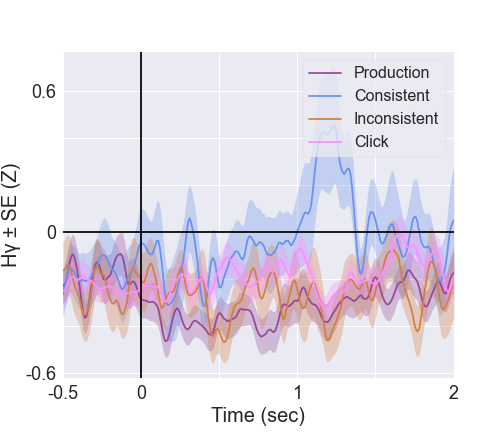 Production
Consistent
Inconsistent
Click
0.6
0
-0.6
Hγ ± SE (Z)
-0.5 0 1 2
Time (sec)